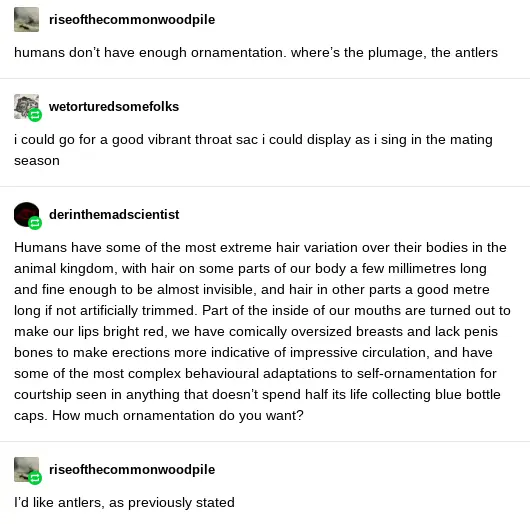 riseofthecommonwoodpile
humans don’t have enough ornamentation. where’s the plumage, the antlers
wetorturedsomefolks
i could go for a good vibrant throat sac i could display as i sing in the mating
season
derinthemadscientist
Humans have some of the most extreme hair variation over their bodies in the
animal kingdom, with hair on some parts of our body a few millimetres long
and fine enough to be almost invisible, and hair in other parts a good metre
long if not artificially trimmed. Part of the inside of our mouths are turned out to
make our lips bright red, we have comically oversized breasts and lack penis
bones to make erections more indicative of impressive circulation, and have
some of the most complex behavioural adaptations to self-ornamentation for
courtship seen in anything that doesn’t spend half its life collecting blue bottle
caps. How much ornamentation do you want?
riseofthecommonwoodpile
I’d like antlers, as previously stated